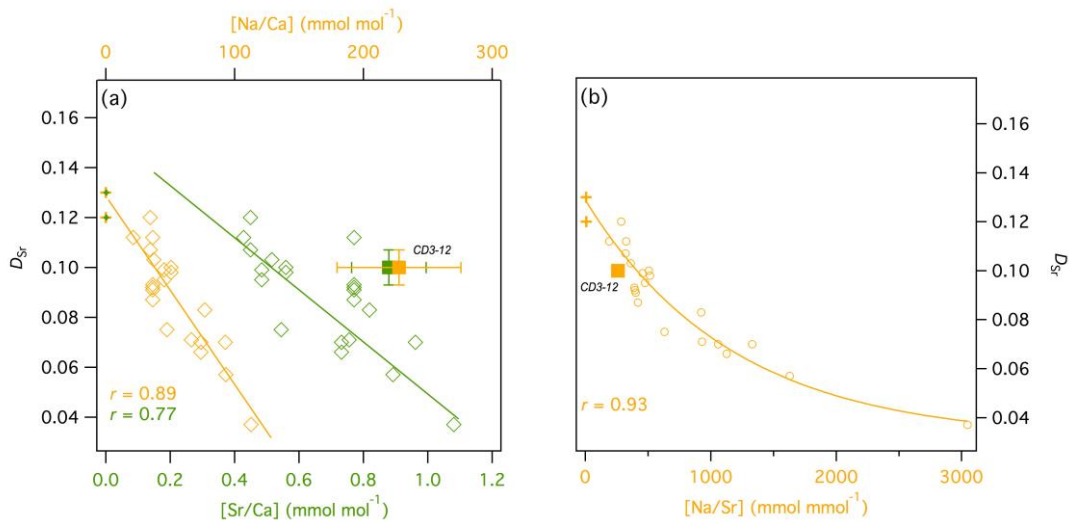 [Na/Ca] (mmol mol⁻¹)
0 100 200 300
(a)
0.16
0.14
0.12
0.10
0.08
0.06
0.04
D_Sr
CD3-12
r = 0.89
r = 0.77
0.0 0.2 0.4 0.6 0.8 1.0 1.2
[Sr/Ca] (mmol mol⁻¹)
(b)
0.16
0.14
0.12
0.10
0.08
0.06
0.04
D_Sr
CD3-12
r = 0.93
0 1000 2000 3000
[Na/Sr] (mmol mmol⁻¹)